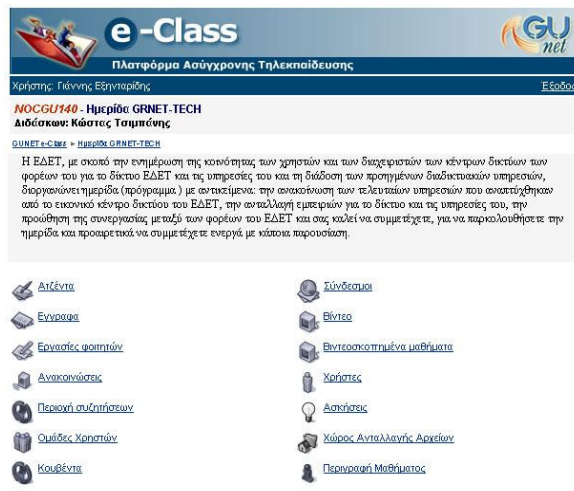 e-Class
GUnet
Πλατφόρμα Ασύγχρονης Τηλεκπαίδευσης
Χρήστης: Γιάννης Εξηνταρίδης Έξοδος
NOCGU140 - Ημερίδα GRNET-TECH
Διδάσκων: Κώστας Τσιμπάνης
GUNET e-Class ► Ημερίδα GRNET-TECH
Η ΕΔΕΤ, με σκοπό την ενημέρωση της κοινότητας των χρηστών και των διαχειριστών των κέντρων δικτύων των
φορέων του για το δίκτυο ΕΔΕΤ και τις υπηρεσίες του και τη διάδοση των προηγμένων διαδικτυακών υπηρεσιών,
διοργανώνει ημερίδα (πρόγραμμα ) με αντικείμενα: την ανακοίνωση των τελευταίων υπηρεσιών που αναπτύχθηκαν
από το εικονικό κέντρο δικτύου του ΕΔΕΤ, την ανταλλαγή εμπειριών για το δίκτυο και τις υπηρεσίες του, την
προώθηση της συνεργασίας μεταξύ των φορέων του ΕΔΕΤ και σας καλεί να συμμετέχετε, για να παρκολουθήσετε την
ημερίδα και προαιρετικά να συμμετέχετε ενεργά με κάποια παρουσίαση.
Ατζέντα Σύνδεσμοι
Εγγραφα Βίντεο
Εργασίες φοιτητών Βιντεοσκοπημένα μαθήματα
Ανακοινώσεις Χρήστες
Περιοχή συζητήσεων Ασκήσεις
Ομάδες Χρηστών Χώρος Ανταλλαγής Αρχείων
Κουβέντα Περιγραφή Μαθήματος